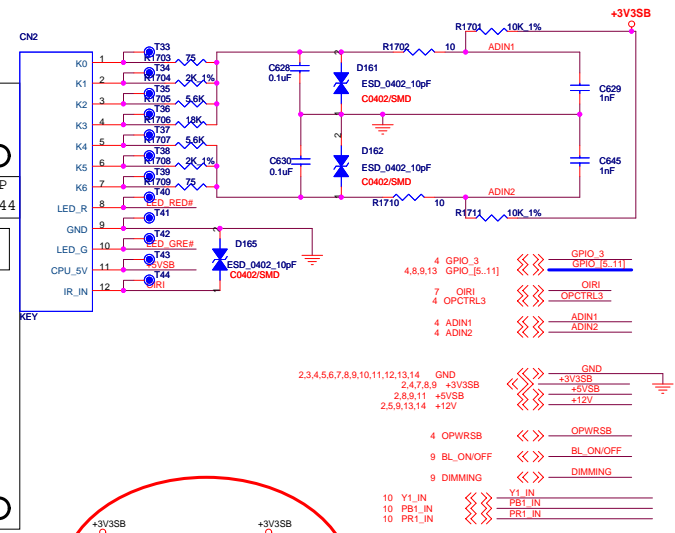 +3V3SB
CN2
R1701 10K_1%
R1702 10 ADIN1
K0 1 T33 R1703 75
K1 2 T34 R1704 2K_1%
K2 3 T35 R1705 5.6K
K3 4 T36 R1706 18K
K4 5 T37 R1707 5.6K
K5 6 T38 R1708 2K_1%
K6 7 T39 R1709 75
LED_R 8 T40 LED_RED#
GND 9 T41
LED_G 10 T42 LED_GRE#
CPU_5V 11 T43 +5VSB
IR_IN 12 T44 OIRI
KEY
C628
0.1uF
2
D161
ESD_0402_10pF
C0402/SMD
1
C629
1nF
C630
0.1uF
2
D162
ESD_0402_10pF
C0402/SMD
1
C645
1nF
R1710 10 ADIN2
R1711 10K_1%
2
D165
ESD_0402_10pF
C0402/SMD
1
P
44
4 GPIO_3 GPIO_3
4,8,9,13 GPIO_[5..11] GPIO_[5..11]
7 OIRI OIRI
4 OPCTRL3 OPCTRL3
4 ADIN1 ADIN1
4 ADIN2 ADIN2
2,3,4,5,6,7,8,9,10,11,12,13,14 GND GND
2,4,7,8,9 +3V3SB +3V3SB
2,8,9,11 +5VSB +5VSB
2,5,9,13,14 +12V +12V
4 OPWRSB OPWRSB
9 BL_ON/OFF BL_ON/OFF
9 DIMMING DIMMING
10 Y1_IN Y1_IN
10 PB1_IN PB1_IN
10 PR1_IN PR1_IN
+3V3SB +3V3SB